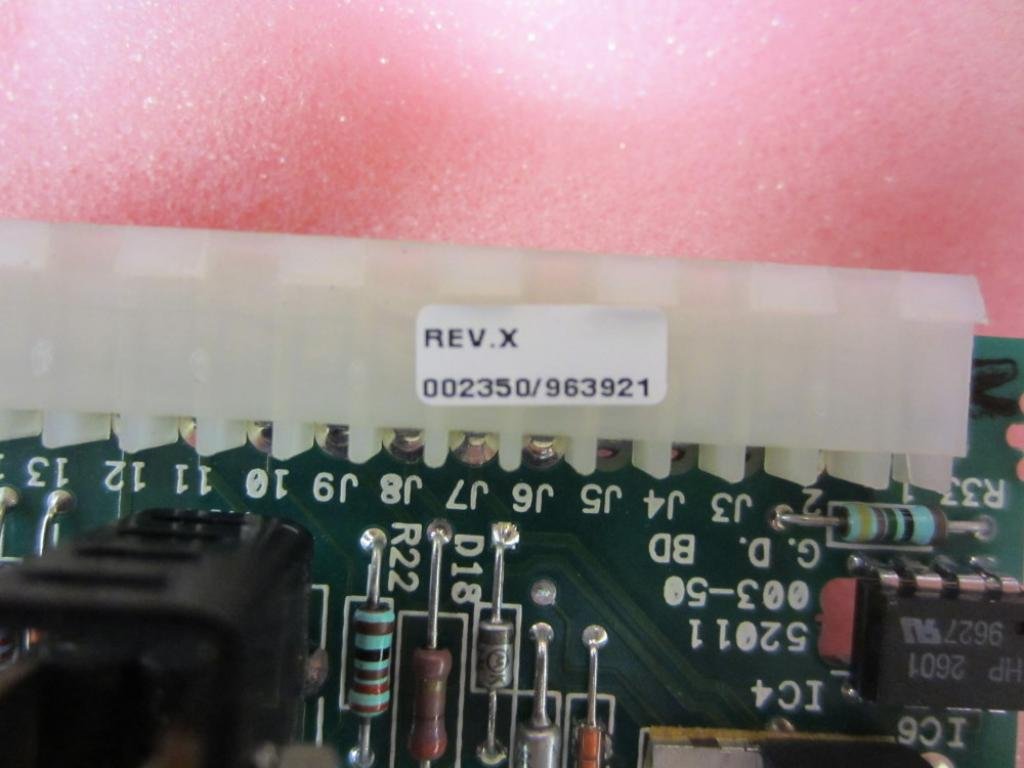 REV.X
002350/963921
13 12 11 10 J9 J8 J7 J6 J5 J4 J3 2 1
R33
R22
D18
G.D. BD
003-50
52011
IC4
IC6
HP 2601
9627